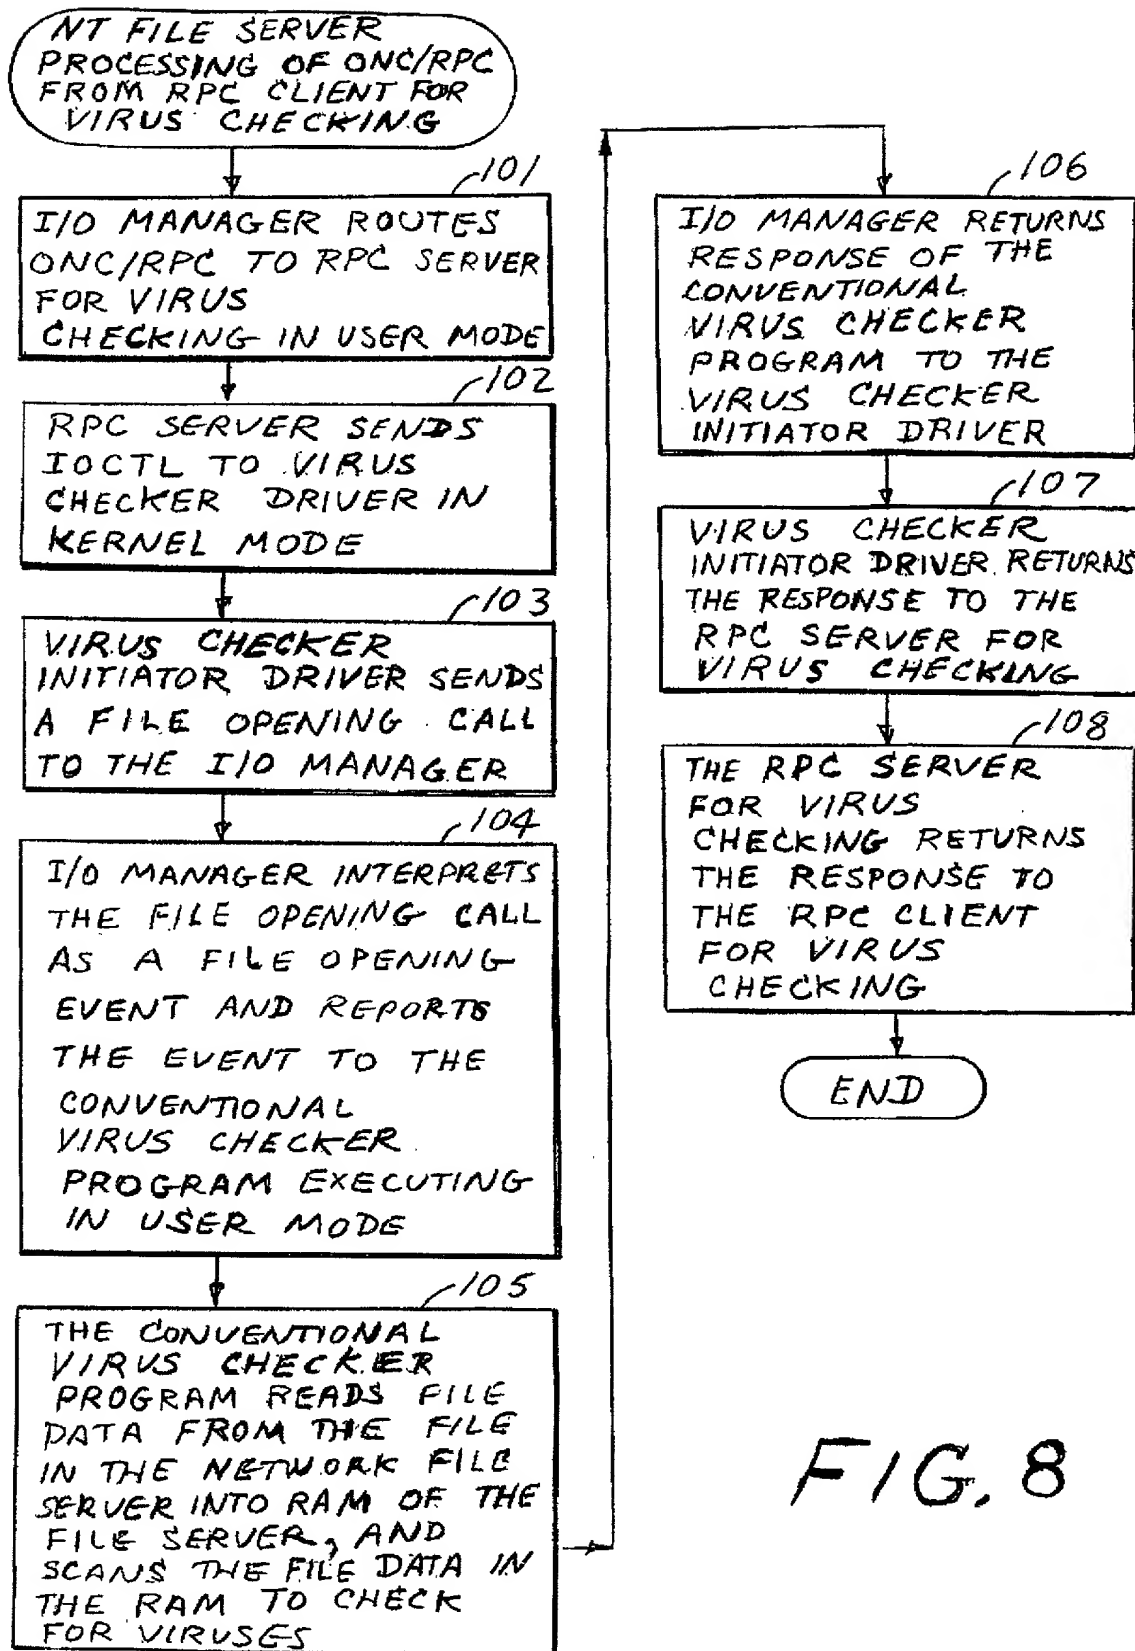 NT FILE SERVER
PROCESSING OF ONC/RPC
FROM RPC CLIENT FOR
VIRUS CHECKING
101
I/O MANAGER ROUTES
ONC/RPC TO RPC SERVER
FOR VIRUS
CHECKING IN USER MODE
102
RPC SERVER SENDS
IOCTL TO VIRUS
CHECKER DRIVER IN
KERNEL MODE
103
VIRUS CHECKER
INITIATOR DRIVER SENDS
A FILE OPENING CALL
TO THE I/O MANAGER
104
I/O MANAGER INTERPRETS
THE FILE OPENING CALL
AS A FILE OPENING
EVENT AND REPORTS
THE EVENT TO THE
CONVENTIONAL
VIRUS CHECKER
PROGRAM EXECUTING
IN USER MODE
105
THE CONVENTIONAL
VIRUS CHECKER
PROGRAM READS FILE
DATA FROM THE FILE
IN THE NETWORK FILE
SERVER INTO RAM OF THE
FILE SERVER, AND
SCANS THE FILE DATA IN
THE RAM TO CHECK
FOR VIRUSES
106
I/O MANAGER RETURNS
RESPONSE OF THE
CONVENTIONAL
VIRUS CHECKER
PROGRAM TO THE
VIRUS CHECKER
INITIATOR DRIVER
107
VIRUS CHECKER
INITIATOR DRIVER RETURNS
THE RESPONSE TO THE
RPC SERVER FOR
VIRUS CHECKING
108
THE RPC SERVER
FOR VIRUS
CHECKING RETURNS
THE RESPONSE TO
THE RPC CLIENT
FOR VIRUS
CHECKING
END
FIG. 8